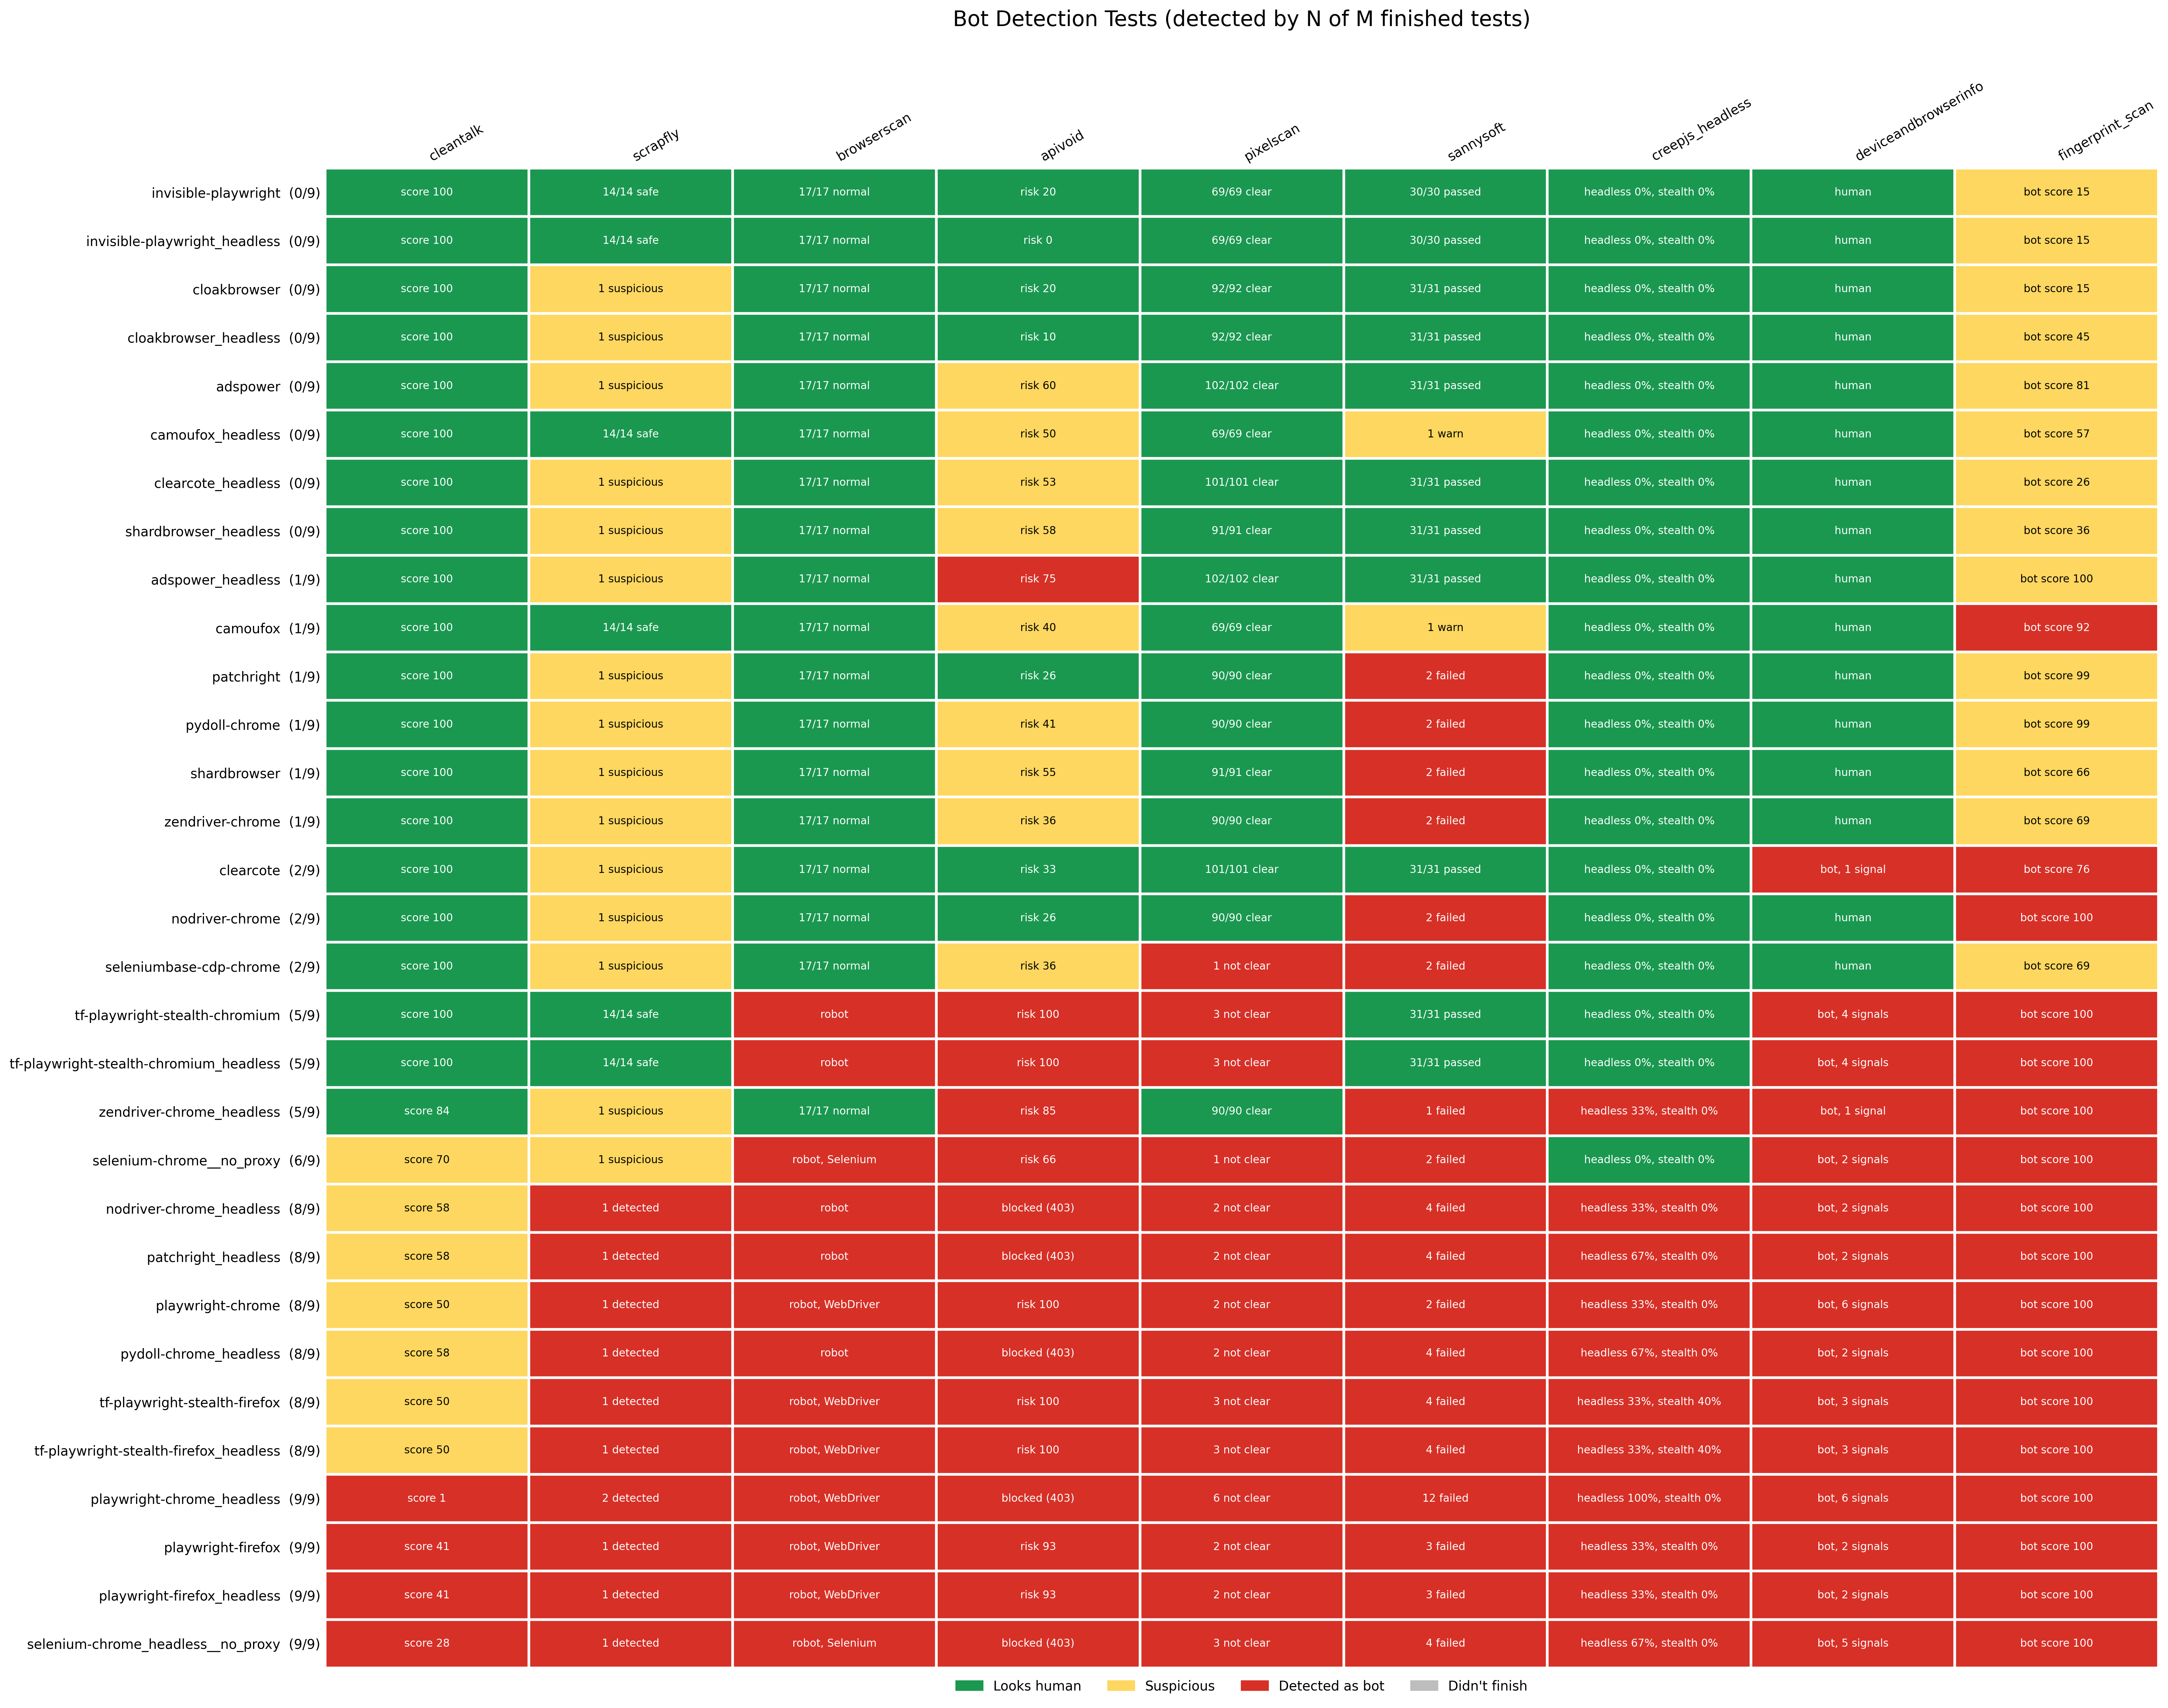 Bot Detection Tests (detected by N of M finished tests)
cleantalk scrapfly browserscan apivoid pixelscan sannysoft creepjs_headless deviceandbrowserinfo fingerprint_scan
invisible-playwright (0/9) score 100 14/14 safe 17/17 normal risk 20 69/69 clear 30/30 passed headless 0%, stealth 0% human bot score 15
invisible-playwright_headless (0/9) score 100 14/14 safe 17/17 normal risk 0 69/69 clear 30/30 passed headless 0%, stealth 0% human bot score 15
cloakbrowser (0/9) score 100 1 suspicious 17/17 normal risk 20 92/92 clear 31/31 passed headless 0%, stealth 0% human bot score 15
cloakbrowser_headless (0/9) score 100 1 suspicious 17/17 normal risk 10 92/92 clear 31/31 passed headless 0%, stealth 0% human bot score 45
adspower (0/9) score 100 1 suspicious 17/17 normal risk 60 102/102 clear 31/31 passed headless 0%, stealth 0% human bot score 81
camoufox_headless (0/9) score 100 14/14 safe 17/17 normal risk 50 69/69 clear 1 warn headless 0%, stealth 0% human bot score 57
clearcote_headless (0/9) score 100 1 suspicious 17/17 normal risk 53 101/101 clear 31/31 passed headless 0%, stealth 0% human bot score 26
shardbrowser_headless (0/9) score 100 1 suspicious 17/17 normal risk 58 91/91 clear 31/31 passed headless 0%, stealth 0% human bot score 36
adspower_headless (1/9) score 100 1 suspicious 17/17 normal risk 75 102/102 clear 31/31 passed headless 0%, stealth 0% human bot score 100
camoufox (1/9) score 100 14/14 safe 17/17 normal risk 40 69/69 clear 1 warn headless 0%, stealth 0% human bot score 92
patchright (1/9) score 100 1 suspicious 17/17 normal risk 26 90/90 clear 2 failed headless 0%, stealth 0% human bot score 99
pydoll-chrome (1/9) score 100 1 suspicious 17/17 normal risk 41 90/90 clear 2 failed headless 0%, stealth 0% human bot score 99
shardbrowser (1/9) score 100 1 suspicious 17/17 normal risk 55 91/91 clear 2 failed headless 0%, stealth 0% human bot score 66
zendriver-chrome (1/9) score 100 1 suspicious 17/17 normal risk 36 90/90 clear 2 failed headless 0%, stealth 0% human bot score 69
clearcote (2/9) score 100 1 suspicious 17/17 normal risk 33 101/101 clear 31/31 passed headless 0%, stealth 0% bot, 1 signal bot score 76
nodriver-chrome (2/9) score 100 1 suspicious 17/17 normal risk 26 90/90 clear 2 failed headless 0%, stealth 0% human bot score 100
seleniumbase-cdp-chrome (2/9) score 100 1 suspicious 17/17 normal risk 36 1 not clear 2 failed headless 0%, stealth 0% human bot score 69
tf-playwright-stealth-chromium (5/9) score 100 14/14 safe robot risk 100 3 not clear 31/31 passed headless 0%, stealth 0% bot, 4 signals bot score 100
tf-playwright-stealth-chromium_headless (5/9) score 100 14/14 safe robot risk 100 3 not clear 31/31 passed headless 0%, stealth 0% bot, 4 signals bot score 100
zendriver-chrome_headless (5/9) score 84 1 suspicious 17/17 normal risk 85 90/90 clear 1 failed headless 33%, stealth 0% bot, 1 signal bot score 100
selenium-chrome__no_proxy (6/9) score 70 1 suspicious robot, Selenium risk 66 1 not clear 2 failed headless 0%, stealth 0% bot, 2 signals bot score 100
nodriver-chrome_headless (8/9) score 58 1 detected robot blocked (403) 2 not clear 4 failed headless 33%, stealth 0% bot, 2 signals bot score 100
patchright_headless (8/9) score 58 1 detected robot blocked (403) 2 not clear 4 failed headless 67%, stealth 0% bot, 2 signals bot score 100
playwright-chrome (8/9) score 50 1 detected robot, WebDriver risk 100 2 not clear 2 failed headless 33%, stealth 0% bot, 6 signals bot score 100
pydoll-chrome_headless (8/9) score 58 1 detected robot blocked (403) 2 not clear 4 failed headless 67%, stealth 0% bot, 2 signals bot score 100
tf-playwright-stealth-firefox (8/9) score 50 1 detected robot, WebDriver risk 100 3 not clear 4 failed headless 33%, stealth 40% bot, 3 signals bot score 100
tf-playwright-stealth-firefox_headless (8/9) score 50 1 detected robot, WebDriver risk 100 3 not clear 4 failed headless 33%, stealth 40% bot, 3 signals bot score 100
playwright-chrome_headless (9/9) score 1 2 detected robot, WebDriver blocked (403) 6 not clear 12 failed headless 100%, stealth 0% bot, 6 signals bot score 100
playwright-firefox (9/9) score 41 1 detected robot, WebDriver risk 93 2 not clear 3 failed headless 33%, stealth 0% bot, 2 signals bot score 100
playwright-firefox_headless (9/9) score 41 1 detected robot, WebDriver risk 93 2 not clear 3 failed headless 33%, stealth 0% bot, 2 signals bot score 100
selenium-chrome_headless__no_proxy (9/9) score 28 1 detected robot, Selenium blocked (403) 3 not clear 4 failed headless 67%, stealth 0% bot, 5 signals bot score 100
Looks human Suspicious Detected as bot Didn't finish